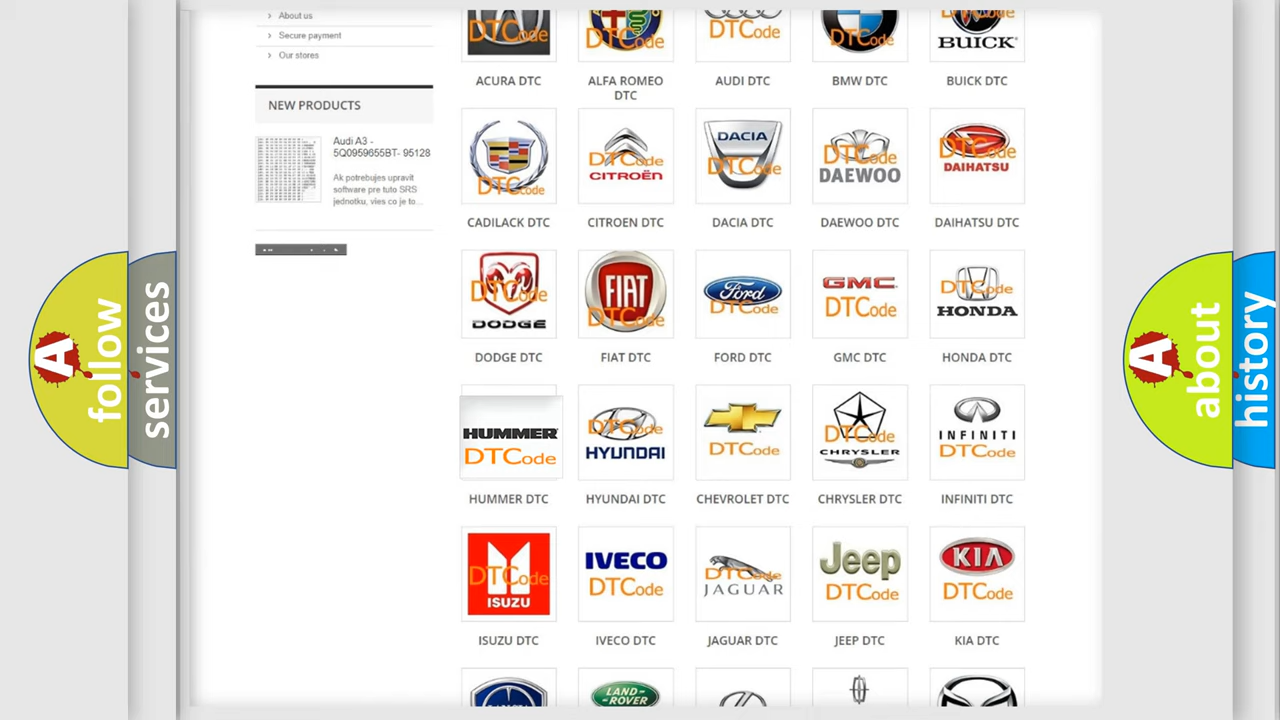 About us
Secure payment
Our stores
NEW PRODUCTS
Audi A3 -
5Q0959655BT- 95128
Ak potrebujes upravit
software pre tuto SRS
jednotku, vies co je to...
DTCode
DTCode
DTCode
DTCode
DTCode
BUICK
ACURA DTC
ALFA ROMEO
DTC
AUDI DTC
BMW DTC
BUICK DTC
DTCode
DTCode
CITROËN
DACIA
DTCode
DTCode
DAEWOO
DTCode
DAIHATSU
CADILACK DTC
CITROEN DTC
DACIA DTC
DAEWOO DTC
DAIHATSU DTC
DTCode
DODGE
FIAT
DTCode
Ford
DTCode
GMC
DTCode
DTCode
HONDA
DODGE DTC
FIAT DTC
FORD DTC
GMC DTC
HONDA DTC
HUMMER
DTCode
DTCode
HYUNDAI
DTCode
DTCode
CHRYSLER
INFINITI
DTCode
HUMMER DTC
HYUNDAI DTC
CHEVROLET DTC
CHRYSLER DTC
INFINITI DTC
DTCode
ISUZU
IVECO
DTCode
DTCode
JAGUAR
Jeep
DTCode
KIA
DTCode
ISUZU DTC
IVECO DTC
JAGUAR DTC
JEEP DTC
KIA DTC
LAND-
ROVER
A follow
services
A about
history